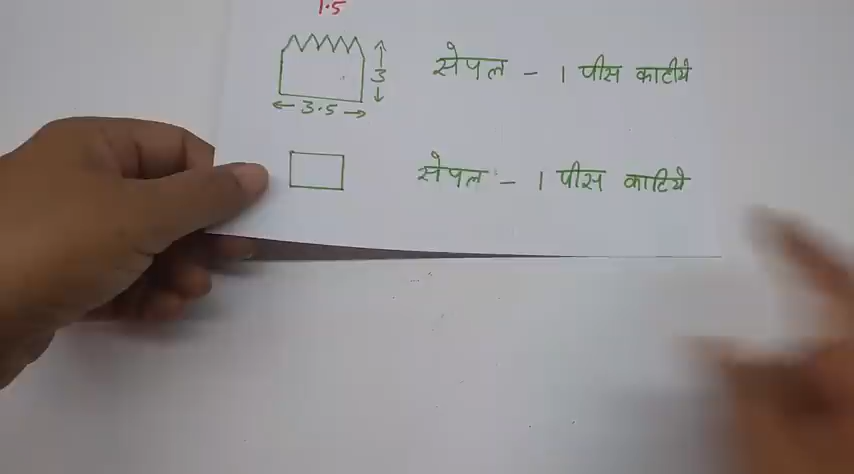 1.5
सेपल - 1 पीस काटीये
3
3.5
सेपल - 1 पीस काटिये